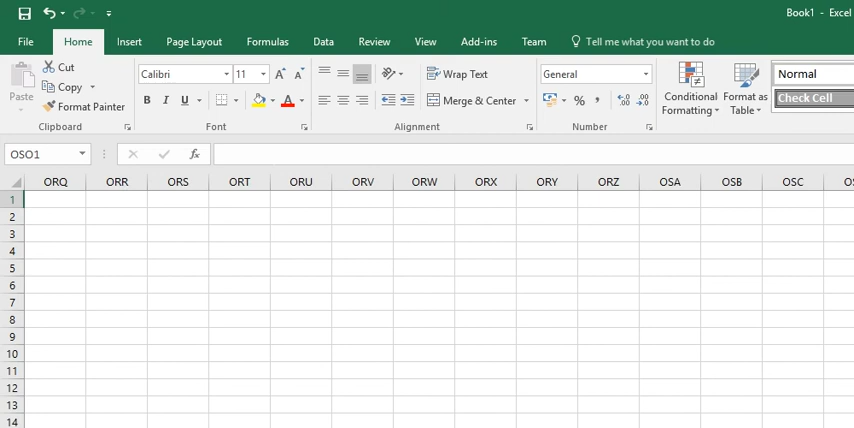 Book1 - Excel
File Home Insert Page Layout Formulas Data Review View Add-ins Team Tell me what you want to do
Paste
Cut
Copy
Format Painter
Clipboard
Calibri 11
B I U
Font
Wrap Text
Merge & Center
Alignment
General
% ,
Number
Conditional Formatting
Format as Table
Normal
Check Cell
OSO1 fx
ORQ ORR ORS ORT ORU ORV ORW ORX ORY ORZ OSA OSB OSC
1
2
3
4
5
6
7
8
9
10
11
12
13
14